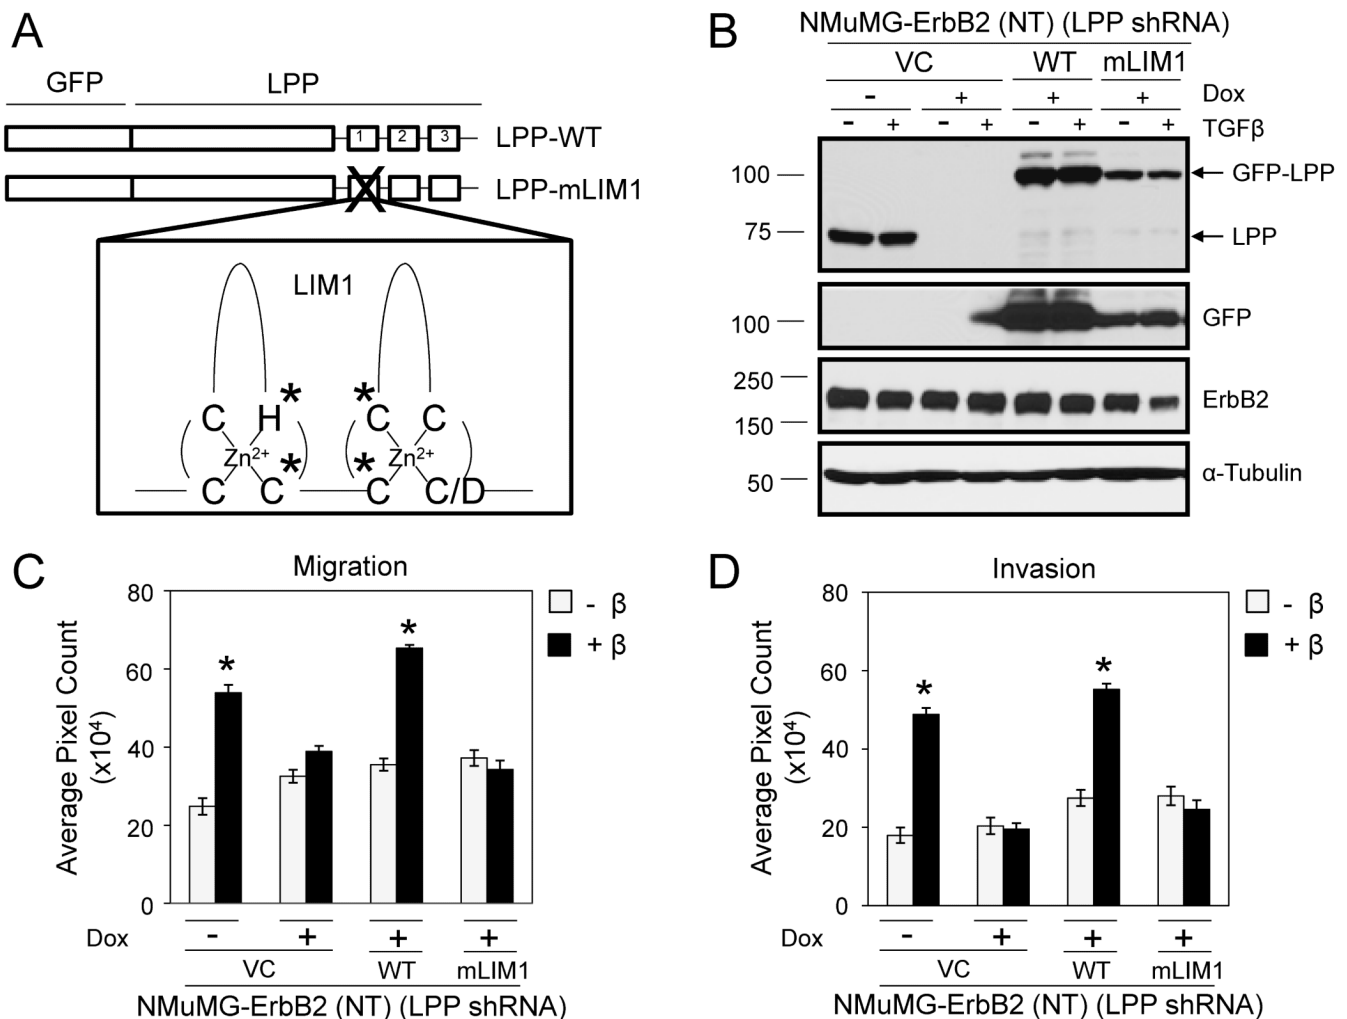 A
GFP LPP
1 2 3 LPP-WT
LPP-mLIM1
LIM1
C H* *C C
Zn2+ * * Zn2+
C C C C/D
B
NMuMG-ErbB2 (NT) (LPP shRNA)
VC WT mLIM1
- + + + Dox
- + - + - + - + TGFβ
100 GFP-LPP
75 LPP
100 GFP
250
ErbB2
150
50 α-Tubulin
C
Migration
Average Pixel Count
(x10⁴)
80
60
40
20
0
* *
- β
+ β
Dox - + + +
VC WT mLIM1
NMuMG-ErbB2 (NT) (LPP shRNA)
D
Invasion
Average Pixel Count
(x10⁴)
80
60
40
20
0
* *
- β
+ β
Dox - + + +
VC WT mLIM1
NMuMG-ErbB2 (NT) (LPP shRNA)